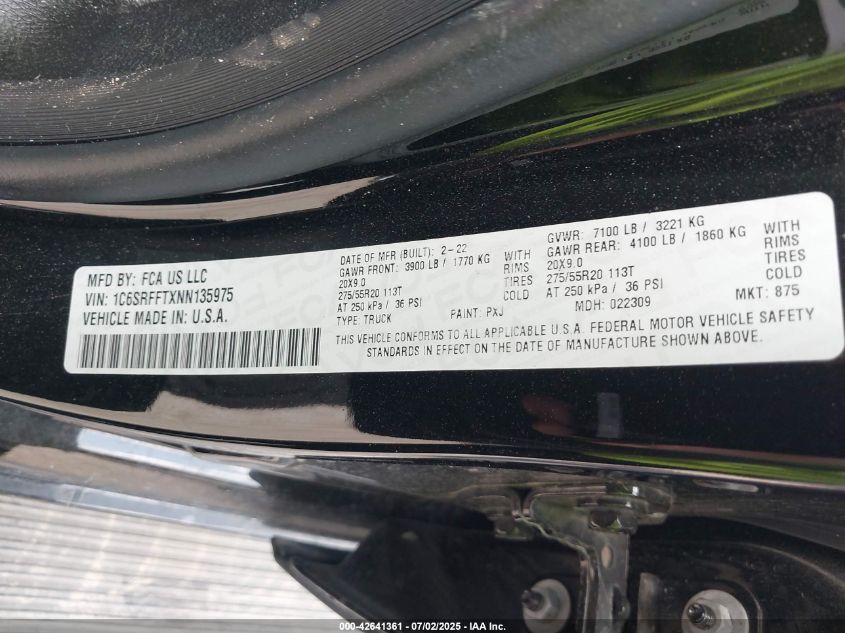 MFD BY: FCA US LLC
VIN: 1C6SRFFTXNN135975
VEHICLE MADE IN: U.S.A.
DATE OF MFR (BUILT): 2-22
GAWR FRONT: 3900 LB / 1770 KG WITH
20X9.0 RIMS
275/55R20 113T TIRES
AT 250 kPa / 36 PSI COLD
TYPE: TRUCK PAINT: PXJ
GVWR: 7100 LB / 3221 KG
GAWR REAR: 4100 LB / 1860 KG WITH
20X9.0 RIMS
275/55R20 113T TIRES
AT 250 kPa / 36 PSI COLD
MDH: 022309 MKT: 875
THIS VEHICLE CONFORMS TO ALL APPLICABLE U.S.A. FEDERAL MOTOR VEHICLE SAFETY
STANDARDS IN EFFECT ON THE DATE OF MANUFACTURE SHOWN ABOVE.
000-42641361 - 07/02/2025 - IAA Inc.